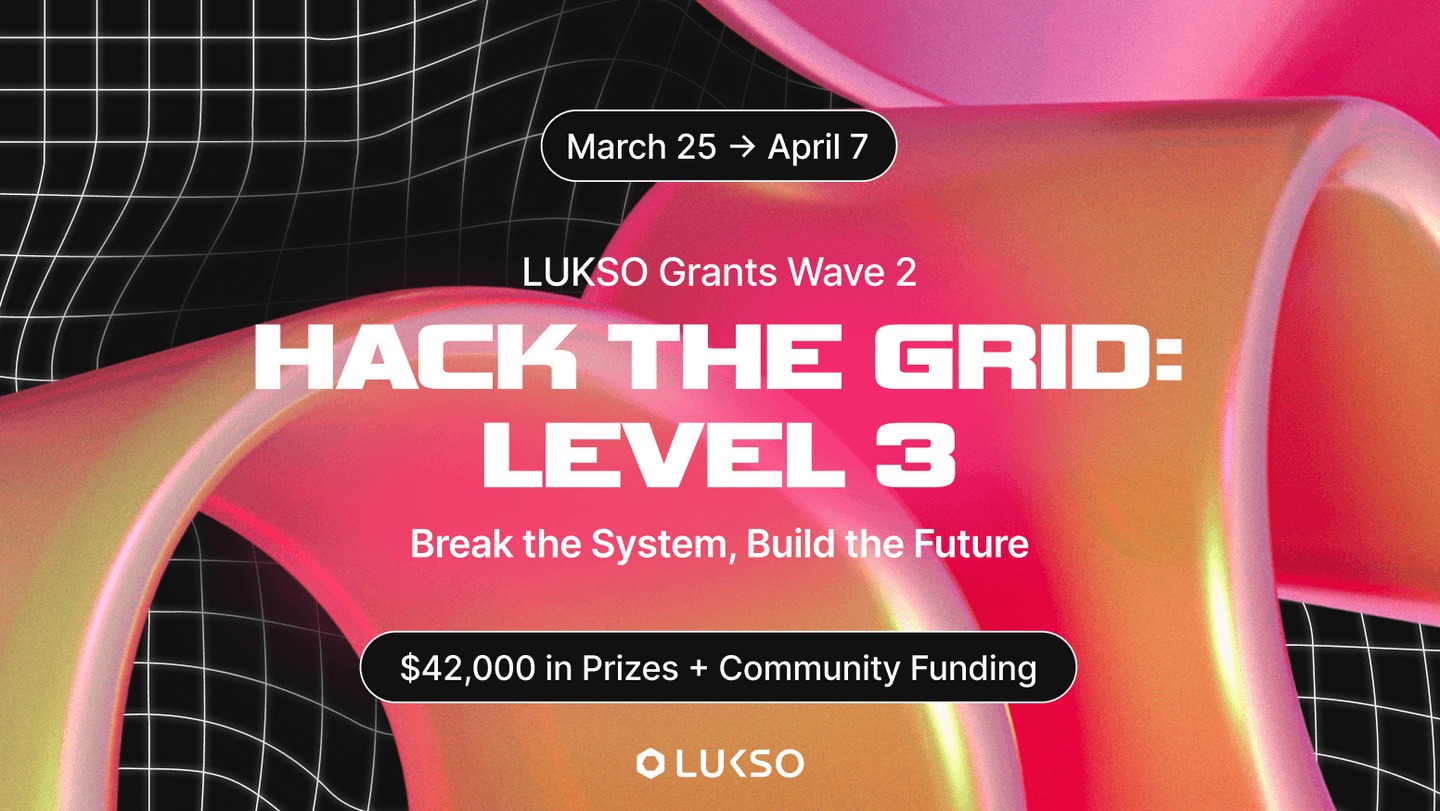 March 25 → April 7
LUKSO Grants Wave 2
HACK THE GRID:
LEVEL 3
Break the System, Build the Future
$42,000 in Prizes + Community Funding
LUKSO